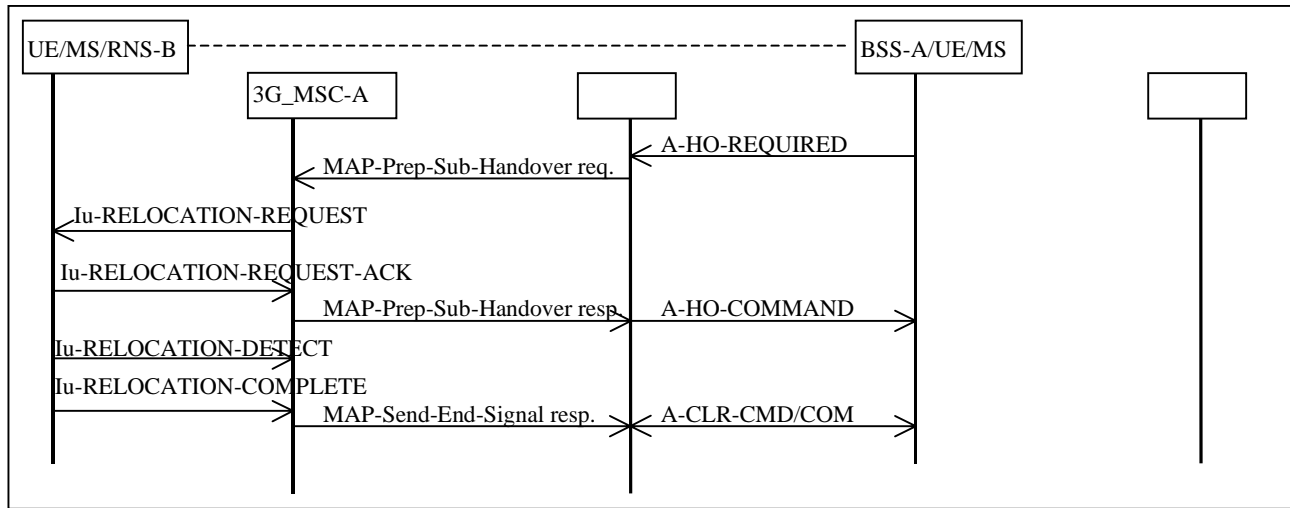 UE/MS/RNS-B
BSS-A/UE/MS
3G_MSC-A
A-HO-REQUIRED
MAP-Prep-Sub-Handover req.
Iu-RELOCATION-REQUEST
Iu-RELOCATION-REQUEST-ACK
MAP-Prep-Sub-Handover resp.
A-HO-COMMAND
Iu-RELOCATION-DETECT
Iu-RELOCATION-COMPLETE
MAP-Send-End-Signal resp.
A-CLR-CMD/COM